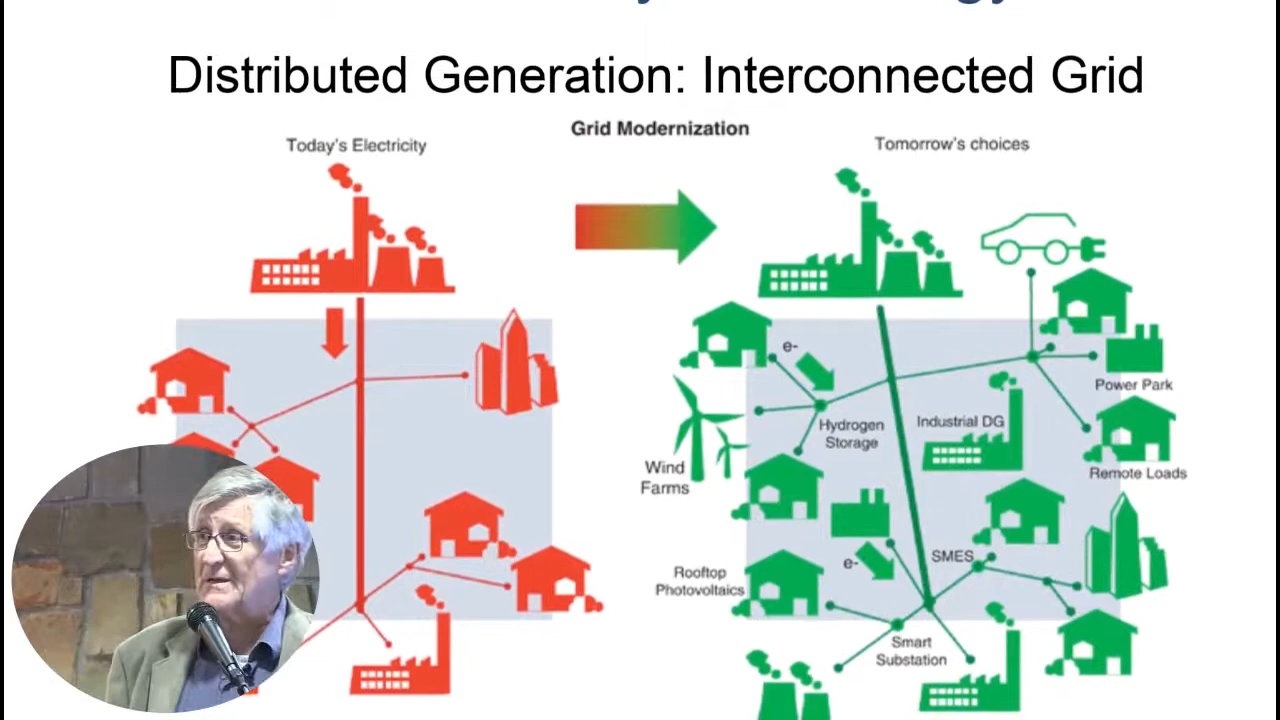 Distributed Generation: Interconnected Grid
Grid Modernization
Today's Electricity
Tomorrow's choices
e-
Power Park
Hydrogen
Storage
Industrial DG
Wind
Farms
Remote Loads
SMES
e-
Rooftop
Photovoltaics
Smart
Substation